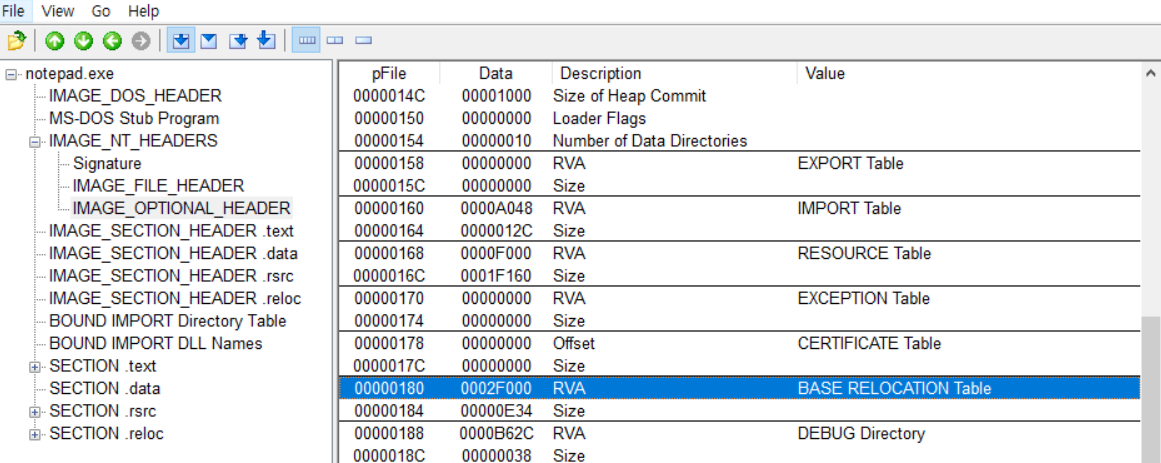 File View Go Help
notepad.exe
IMAGE_DOS_HEADER
MS-DOS Stub Program
IMAGE_NT_HEADERS
Signature
IMAGE_FILE_HEADER
IMAGE_OPTIONAL_HEADER
IMAGE_SECTION_HEADER .text
IMAGE_SECTION_HEADER .data
IMAGE_SECTION_HEADER .rsrc
IMAGE_SECTION_HEADER .reloc
BOUND IMPORT Directory Table
BOUND IMPORT DLL Names
SECTION .text
SECTION .data
SECTION .rsrc
SECTION .reloc
pFile Data Description Value
0000014C 00001000 Size of Heap Commit
00000150 00000000 Loader Flags
00000154 00000010 Number of Data Directories
00000158 00000000 RVA EXPORT Table
0000015C 00000000 Size
00000160 0000A048 RVA IMPORT Table
00000164 0000012C Size
00000168 0000F000 RVA RESOURCE Table
0000016C 0001F160 Size
00000170 00000000 RVA EXCEPTION Table
00000174 00000000 Size
00000178 00000000 Offset CERTIFICATE Table
0000017C 00000000 Size
00000180 0002F000 RVA BASE RELOCATION Table
00000184 00000E34 Size
00000188 0000B62C RVA DEBUG Directory
0000018C 00000038 Size